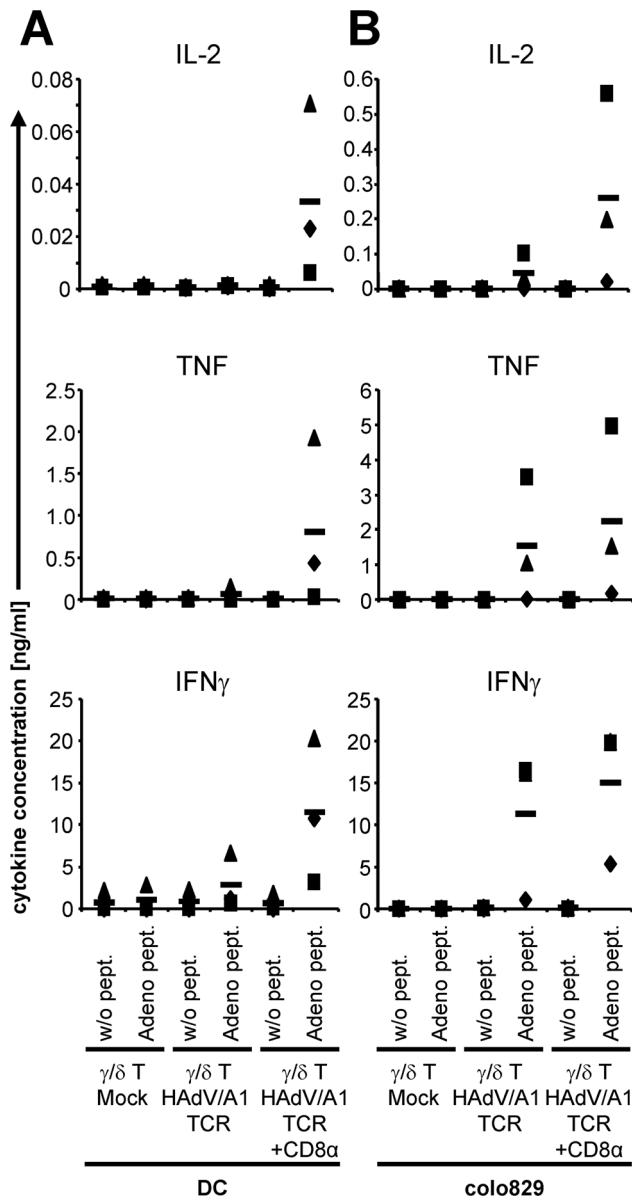 A
B
IL-2
IL-2
0.08
0.06
0.04
0.02
0
0.6
0.5
0.4
0.3
0.2
0.1
0
TNF
TNF
2.5
2.0
1.5
1.0
0.5
0
6
5
4
3
2
1
0
IFNγ
IFNγ
25
20
15
10
5
0
25
20
15
10
5
0
cytokine concentration [ng/ml]
w/o pept.
Adeno pept.
w/o pept.
Adeno pept.
w/o pept.
Adeno pept.
w/o pept.
Adeno pept.
w/o pept.
Adeno pept.
w/o pept.
Adeno pept.
γ/δ T
Mock
γ/δ T
HAdV/A1
TCR
γ/δ T
HAdV/A1
TCR
+CD8α
γ/δ T
Mock
γ/δ T
HAdV/A1
TCR
γ/δ T
HAdV/A1
TCR
+CD8α
DC
colo829